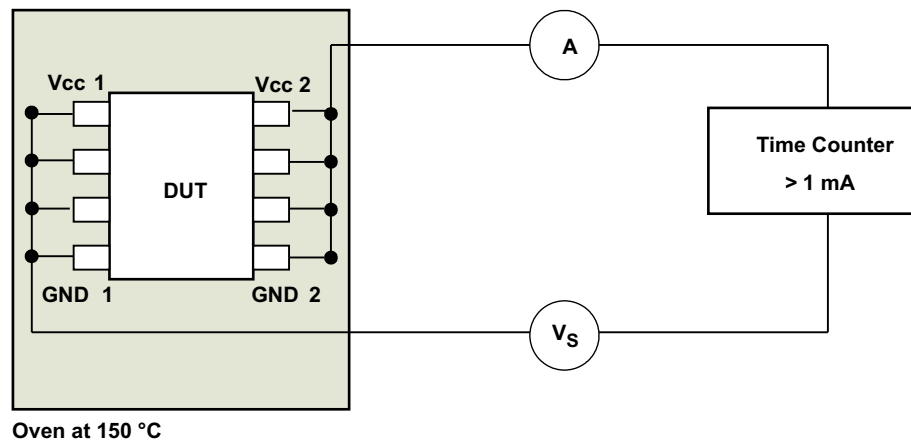 A
Vcc 1
Vcc 2
Time Counter
> 1 mA
DUT
GND 1
GND 2
VS
Oven at 150 °C